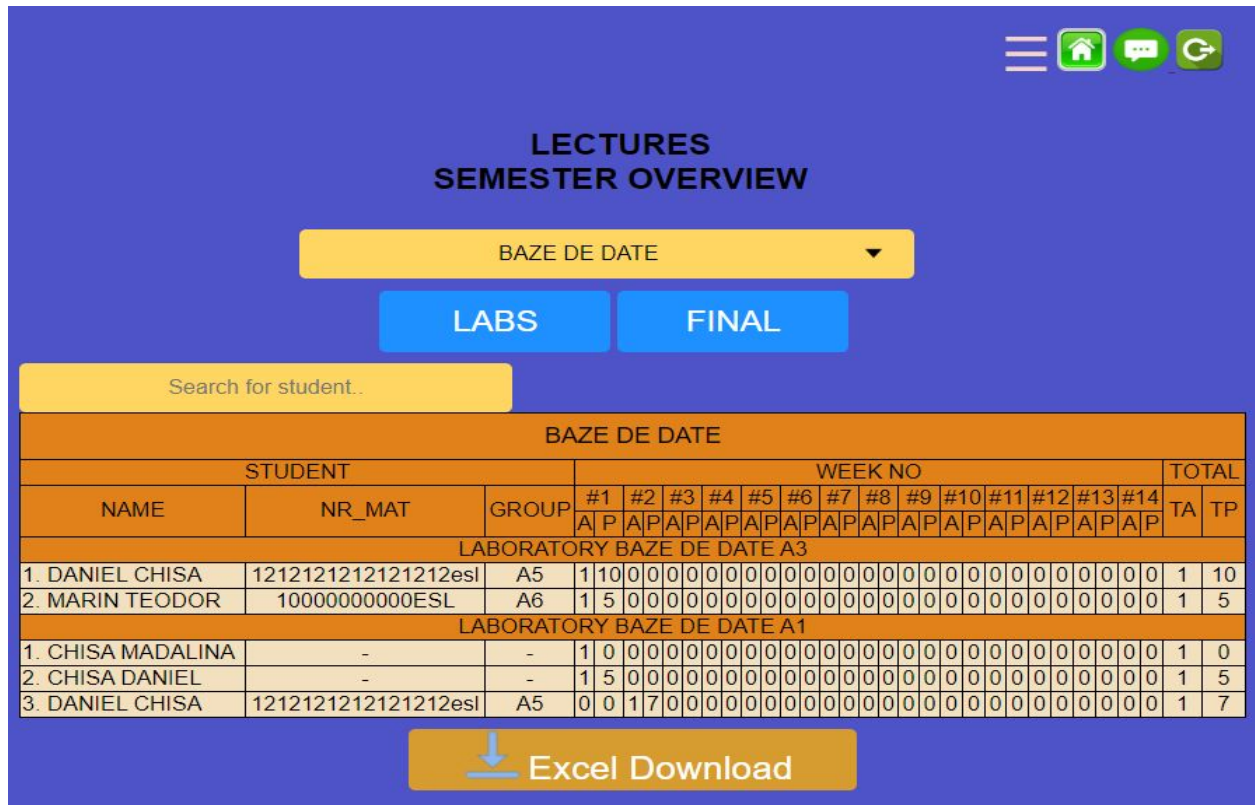 LECTURES
SEMESTER OVERVIEW
BAZE DE DATE
LABS FINAL
Search for student..
BAZE DE DATE
STUDENT WEEK NO TOTAL
NAME NR_MAT GROUP #1 #2 #3 #4 #5 #6 #7 #8 #9 #10 #11 #12 #13 #14 TA TP
A P A P A P A P A P A P A P A P A P A P A P A P A P A P
LABORATORY BAZE DE DATE A3
1. DANIEL CHISA 1212121212121212esl A5 1 10 0 0 0 0 0 0 0 0 0 0 0 0 0 0 0 0 0 0 0 0 0 0 0 0 0 0 1 10
2. MARIN TEODOR 10000000000ESL A6 1 5 0 0 0 0 0 0 0 0 0 0 0 0 0 0 0 0 0 0 0 0 0 0 0 0 0 0 1 5
LABORATORY BAZE DE DATE A1
1. CHISA MADALINA - - 1 0 0 0 0 0 0 0 0 0 0 0 0 0 0 0 0 0 0 0 0 0 0 0 0 0 0 0 1 0
2. CHISA DANIEL - - 1 5 0 0 0 0 0 0 0 0 0 0 0 0 0 0 0 0 0 0 0 0 0 0 0 0 0 0 1 5
3. DANIEL CHISA 1212121212121212esl A5 0 0 1 7 0 0 0 0 0 0 0 0 0 0 0 0 0 0 0 0 0 0 0 0 0 0 0 0 1 7
Excel Download